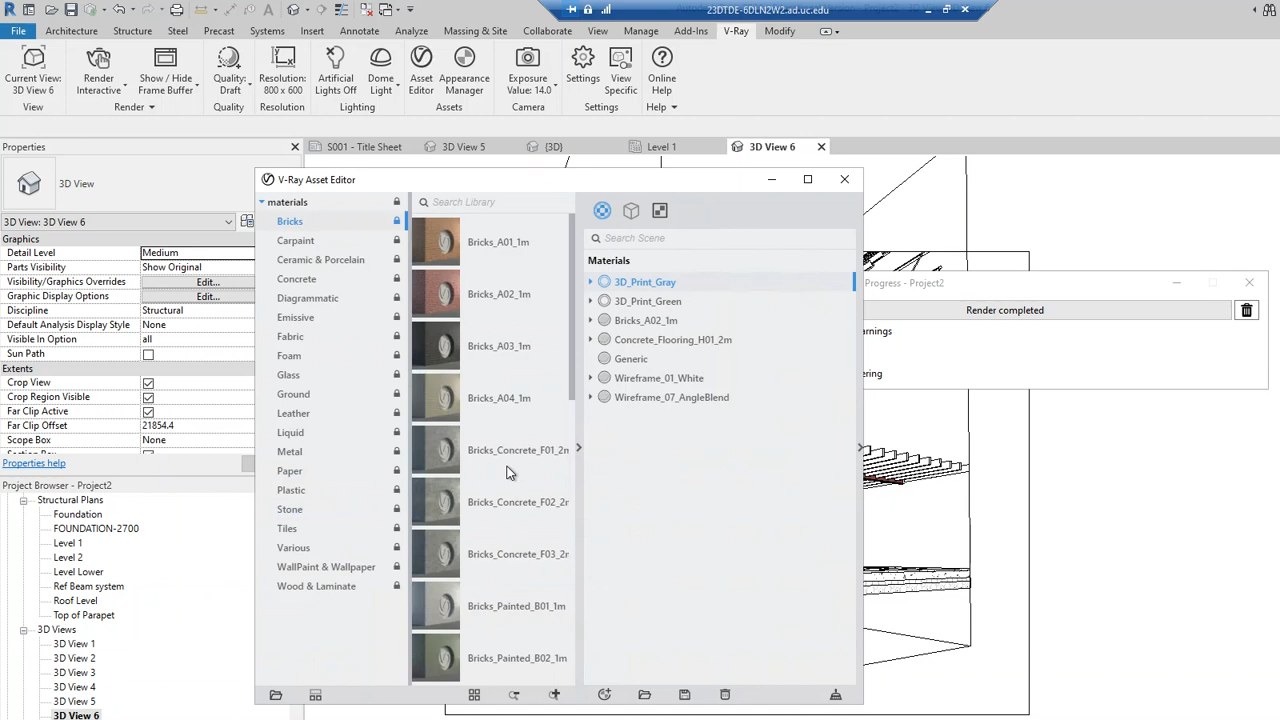 23DTDE-6DLN2W2.ad.uc.edu
File Architecture Structure Steel Precast Systems Insert Annotate Analyze Massing & Site Collaborate View Manage Add-Ins V-Ray Modify
Current View: 3D View 6
Render Interactive
Show / Hide Frame Buffer
Quality: Draft
Resolution: 800 x 600
Artificial Lights Off
Dome Light
Asset Editor
Appearance Manager
Exposure Value: 14.0
Settings
View Specific
Online Help
View Render Quality Resolution Lighting Assets Camera Settings Help
Properties
S001 - Title Sheet 3D View 5 {3D} Level 1 3D View 6
3D View
3D View: 3D View 6
Graphics
Detail Level Medium
Parts Visibility Show Original
Visibility/Graphics Overrides Edit...
Graphic Display Options Edit...
Discipline Structural
Default Analysis Display Style None
Visible In Option all
Sun Path
Crop View
Crop Region Visible
Far Clip Active
Far Clip Offset 21854.4
Scope Box None
Properties help
Project Browser - Project2
Structural Plans
Foundation
FOUNDATION-2700
Level 1
Level 2
Level Lower
Ref Beam system
Roof Level
Top of Parapet
3D Views
3D View 1
3D View 2
3D View 3
3D View 4
3D View 5
3D View 6
V-Ray Asset Editor
materials
Bricks
Carpaint
Ceramic & Porcelain
Concrete
Diagrammatic
Emissive
Fabric
Foam
Glass
Ground
Leather
Liquid
Metal
Paper
Plastic
Stone
Tiles
Various
WallPaint & Wallpaper
Wood & Laminate
Search Library
Bricks_A01_1m
Bricks_A02_1m
Bricks_A03_1m
Bricks_A04_1m
Bricks_Concrete_F01_2m
Bricks_Concrete_F02_2m
Bricks_Concrete_F03_2m
Bricks_Painted_B01_1m
Bricks_Painted_B02_1m
Search Scene
Materials
3D_Print_Gray
3D_Print_Green
Bricks_A02_1m
Concrete_Flooring_H01_2m
Generic
Wireframe_01_White
Wireframe_07_AngleBlend
Progress - Project2
Render completed
arnings
ering